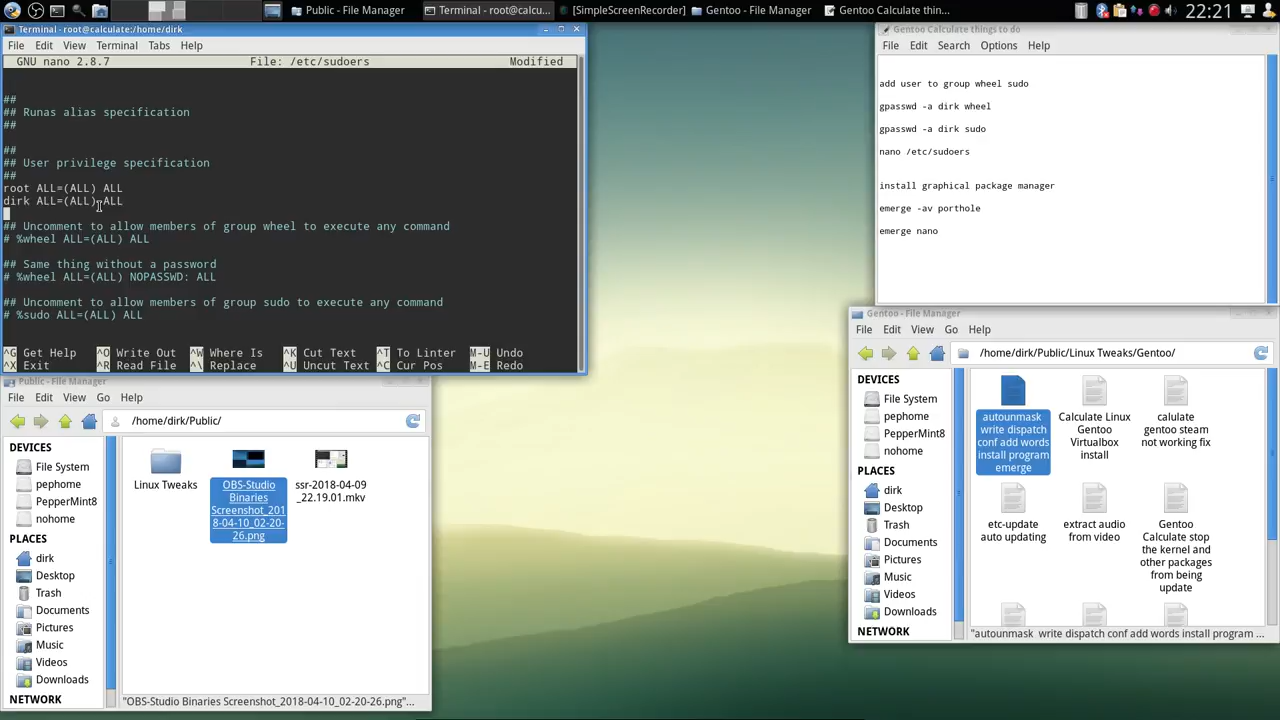 Public - File Manager
Terminal - root@calcu...
[SimpleScreenRecorder]
Gentoo - File Manager
Gentoo Calculate thin...
22:21
Terminal - root@calculate:/home/dirk
File Edit View Terminal Tabs Help
GNU nano 2.8.7 File: /etc/sudoers Modified
##
## Runas alias specification
##
##
## User privilege specification
##
root ALL=(ALL) ALL
dirk ALL=(ALL) ALL
## Uncomment to allow members of group wheel to execute any command
# %wheel ALL=(ALL) ALL
## Same thing without a password
# %wheel ALL=(ALL) NOPASSWD: ALL
## Uncomment to allow members of group sudo to execute any command
# %sudo ALL=(ALL) ALL
^G Get Help ^O Write Out ^W Where Is ^K Cut Text ^T To Linter M-U Undo
^X Exit ^R Read File ^\ Replace ^U Uncut Text ^C Cur Pos M-E Redo
Gentoo Calculate things to do
File Edit Search Options Help
add user to group wheel sudo
gpasswd -a dirk wheel
gpasswd -a dirk sudo
nano /etc/sudoers
install graphical package manager
emerge -av porthole
emerge nano
Public - File Manager
File Edit View Go Help
/home/dirk/Public/
DEVICES
File System
pephome
PepperMint8
nohome
PLACES
dirk
Desktop
Trash
Documents
Pictures
Music
Videos
Downloads
NETWORK
Linux Tweaks
OBS-Studio
Binaries
Screenshot_201
8-04-10_02-20-
26.png
ssr-2018-04-09
_22.19.01.mkv
"OBS-Studio Binaries Screenshot_2018-04-10_02-20-26.png"...
Gentoo - File Manager
File Edit View Go Help
/home/dirk/Public/Linux Tweaks/Gentoo/
DEVICES
File System
pephome
PepperMint8
nohome
PLACES
dirk
Desktop
Trash
Documents
Pictures
Music
Videos
Downloads
NETWORK
autounmask
write dispatch
conf add words
install program
emerge
Calculate Linux
Gentoo
Virtualbox
install
calulate
gentoo steam
not working fix
etc-update
auto updating
extract audio
from video
Gentoo
Calculate stop
the kernel and
other packages
from being
update
"autounmask write dispatch conf add words install program ...